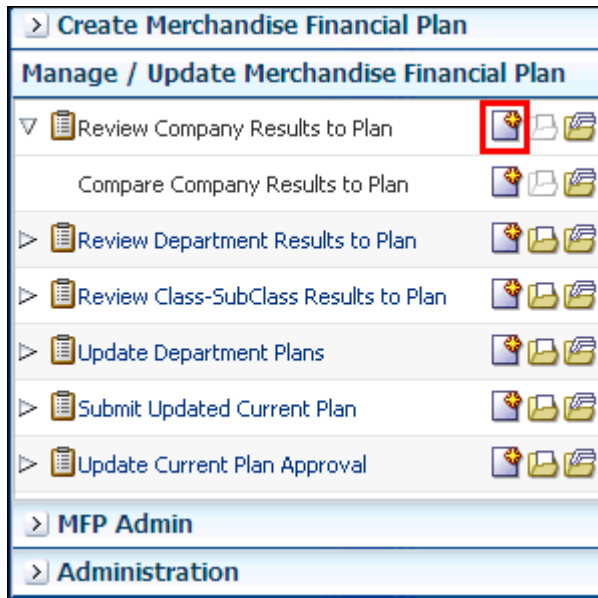 Create Merchandise Financial Plan
Manage / Update Merchandise Financial Plan
Review Company Results to Plan
Compare Company Results to Plan
Review Department Results to Plan
Review Class-SubClass Results to Plan
Update Department Plans
Submit Updated Current Plan
Update Current Plan Approval
MFP Admin
Administration